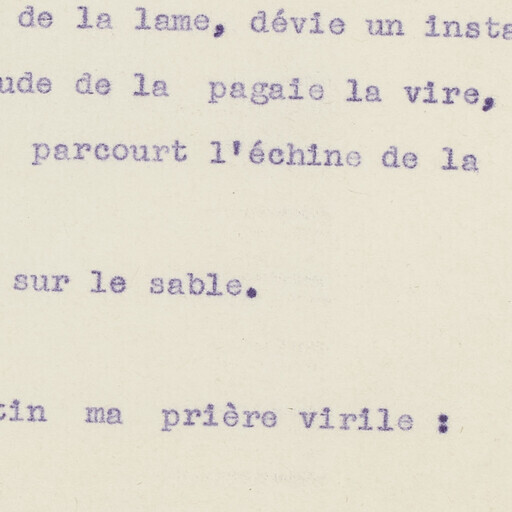 de la lame, dévie un insta
ude de la pagaie la vire,
parcourt l'échine de la
sur le sable.
tin ma prière virile :